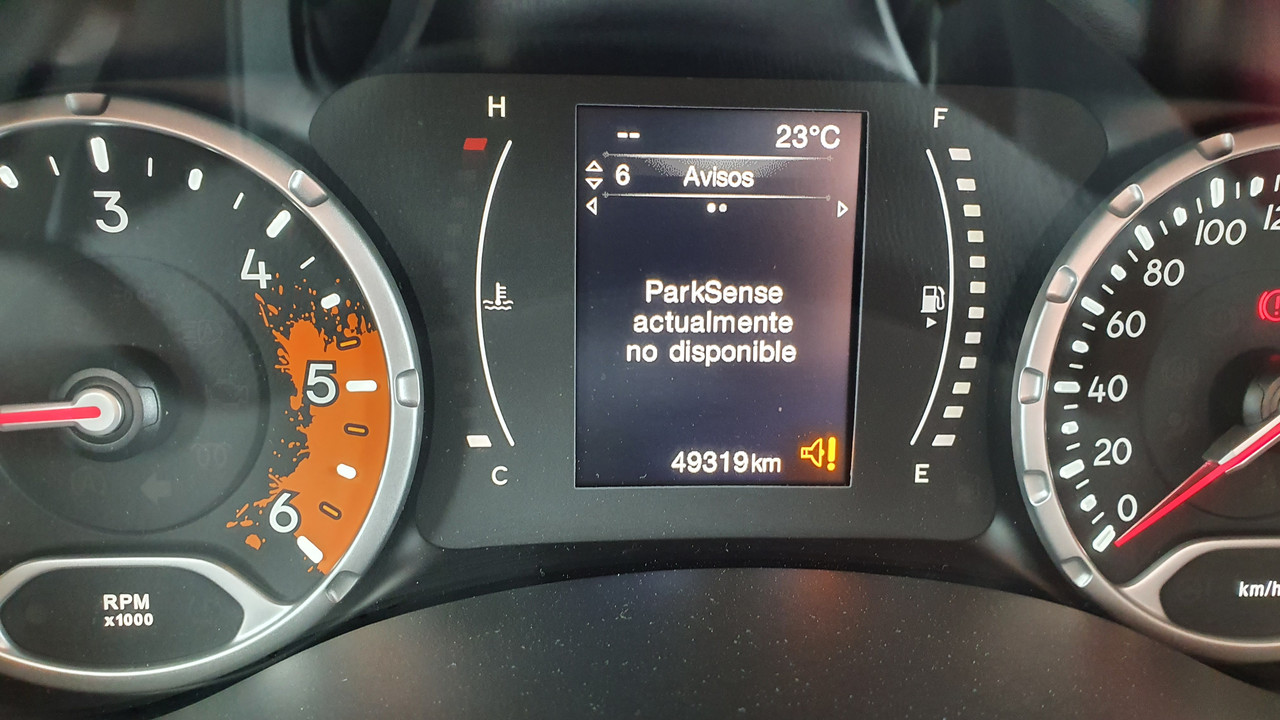 H
--
23°C
F
6 Avisos
ParkSense
actualmente
no disponible
49319km
C
E
3
4
5
6
RPM
x1000
0
20
40
60
80
100
km/h